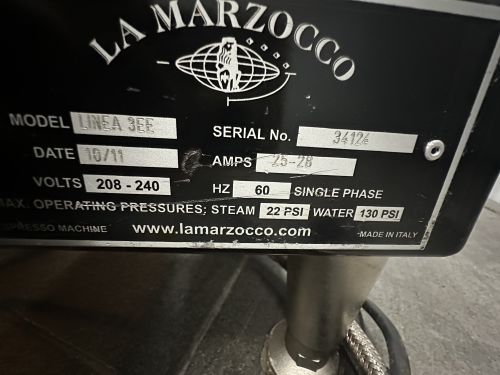 LA MARZOCCO
MODEL LINEA 3EE SERIAL No. 34124
DATE 10/11 AMPS 25-28
VOLTS 208 - 240 HZ 60 SINGLE PHASE
MAX. OPERATING PRESSURES; STEAM 22 PSI WATER 130 PSI
ESPRESSO MACHINE www.lamarzocco.com MADE IN ITALY